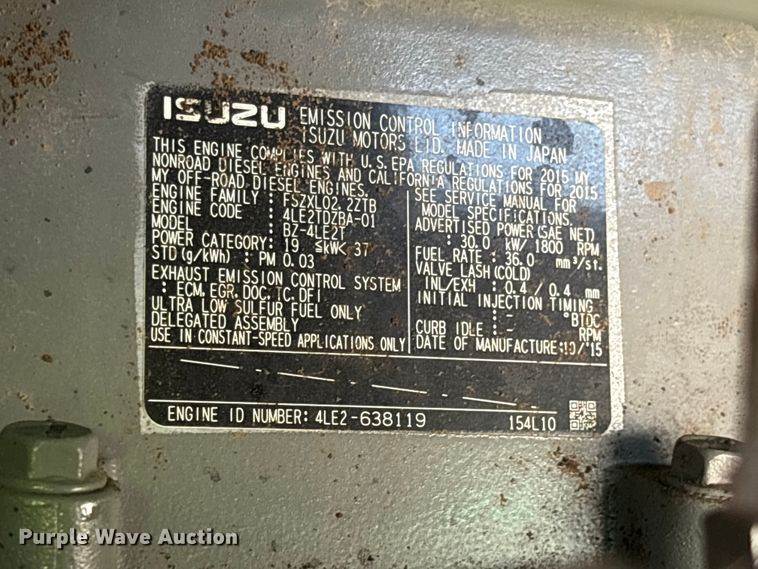 ISUZU EMISSION CONTROL INFORMATION
ISUZU MOTORS LTD. MADE IN JAPAN
THIS ENGINE COMPLIES WITH U.S. EPA REGULATIONS FOR 2015 MY
NONROAD DIESEL ENGINES AND CALIFORNIA REGULATIONS FOR 2015
MY OFF-ROAD DIESEL ENGINES.
ENGINE FAMILY : FSZXL02.2ZTB
ENGINE CODE : 4LE2TDZBA-01
MODEL : BZ-4LE2T
POWER CATEGORY : 19 ≦kW< 37
STD (g/kWh) : PM 0.03
EXHAUST EMISSION CONTROL SYSTEM
: ECM, EGR, DOC, TC, DFI
ULTRA LOW SULFUR FUEL ONLY
DELEGATED ASSEMBLY
USE IN CONSTANT-SPEED APPLICATIONS ONLY
SEE SERVICE MANUAL FOR
MODEL SPECIFICATIONS.
ADVERTISED POWER (SAE NET)
: 30.0 kW/ 1800 RPM
FUEL RATE : 36.0 mm³/st.
VALVE LASH (COLD)
INL/EXH : 0.4 / 0.4 mm
INITIAL INJECTION TIMING
: - °BTDC
CURB IDLE : - RPM
DATE OF MANUFACTURE:10/'15
ENGINE ID NUMBER: 4LE2-638119 154L10
Purple Wave Auction